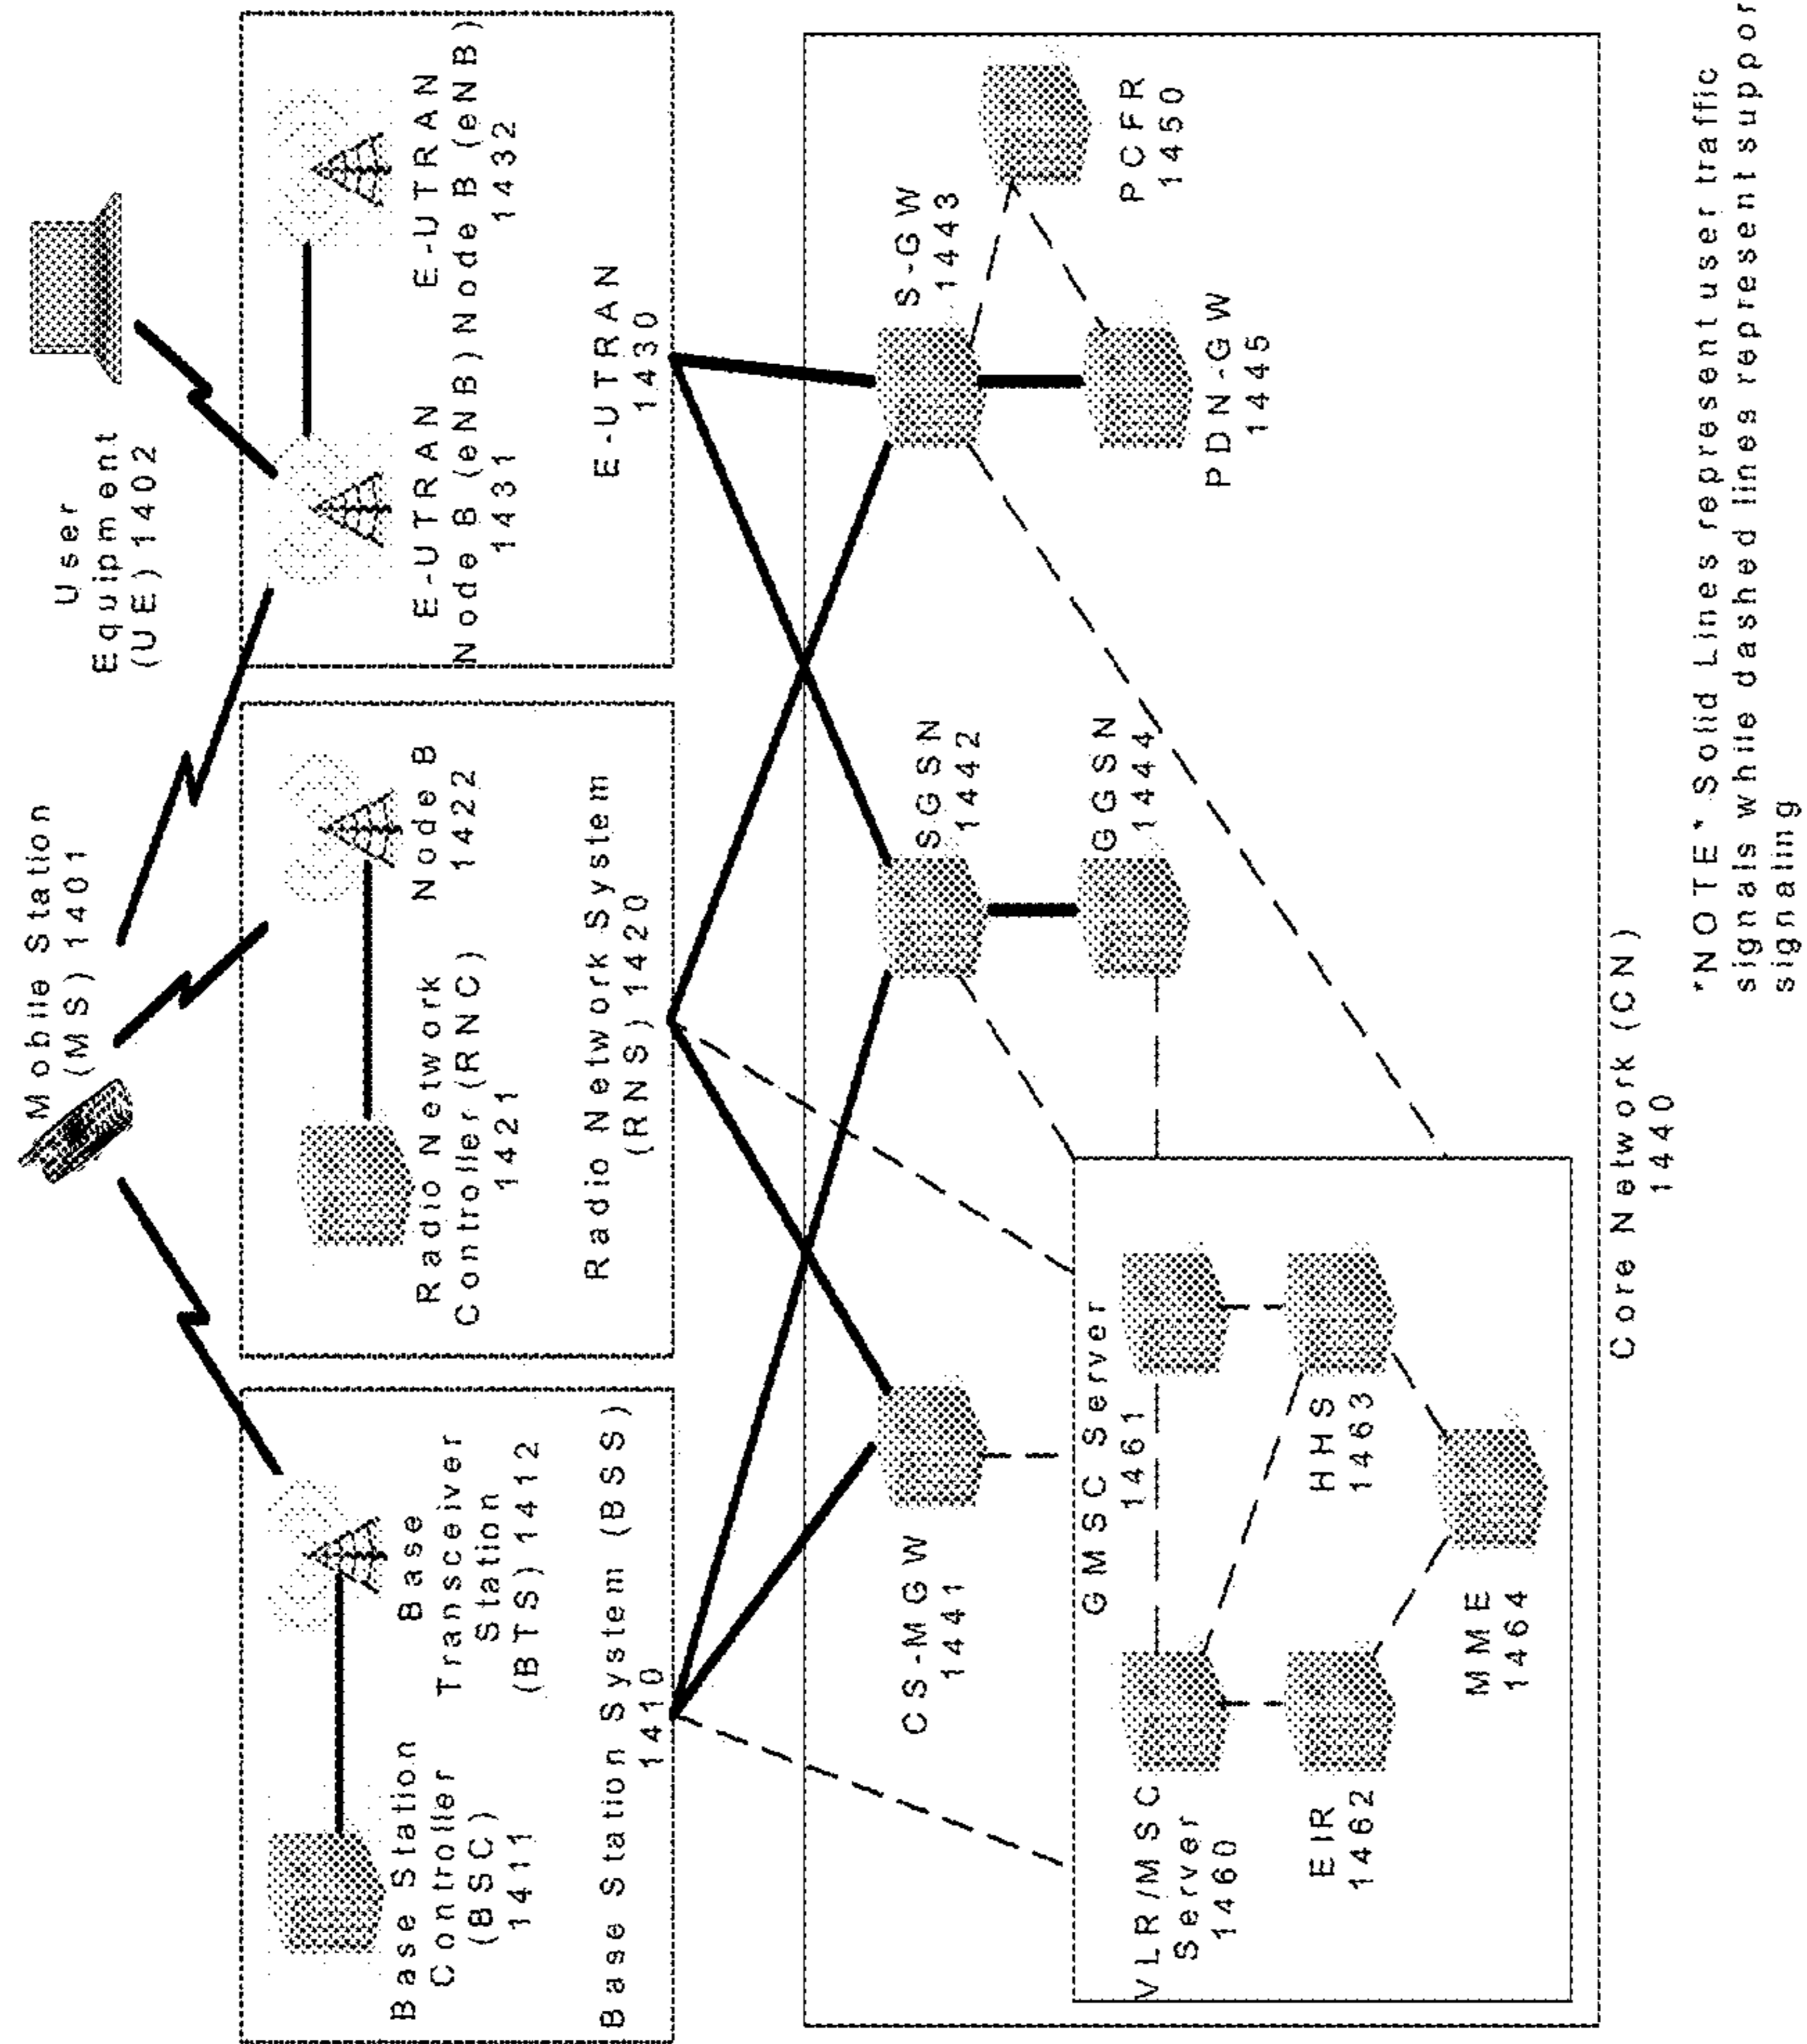 Mobile Station
(MS) 1401
User
Equipment
(UE) 1402
Base Station
Controller
(BSC)
1411
Base
Transceiver
Station
(BTS) 1412
Base Station System (BSS)
1410
Radio Network
Controller (RNC)
1421
Node B
1422
Radio Network System
(RNS) 1420
E-UTRAN
Node B (eNB)
1431
E-UTRAN
Node B (eNB)
1432
E-UTRAN
1430
CS-MGW
1441
SGSN
1442
S-GW
1443
GGSN
1444
PDN-GW
1445
PCFR
1450
GMSC Server
1461
VLR/MSC
Server
1460
EIR
1462
HHS
1463
MME
1464
Core Network (CN)
1440
*NOTE* Solid Lines represent user traffic
signals while dashed lines represent support
signaling